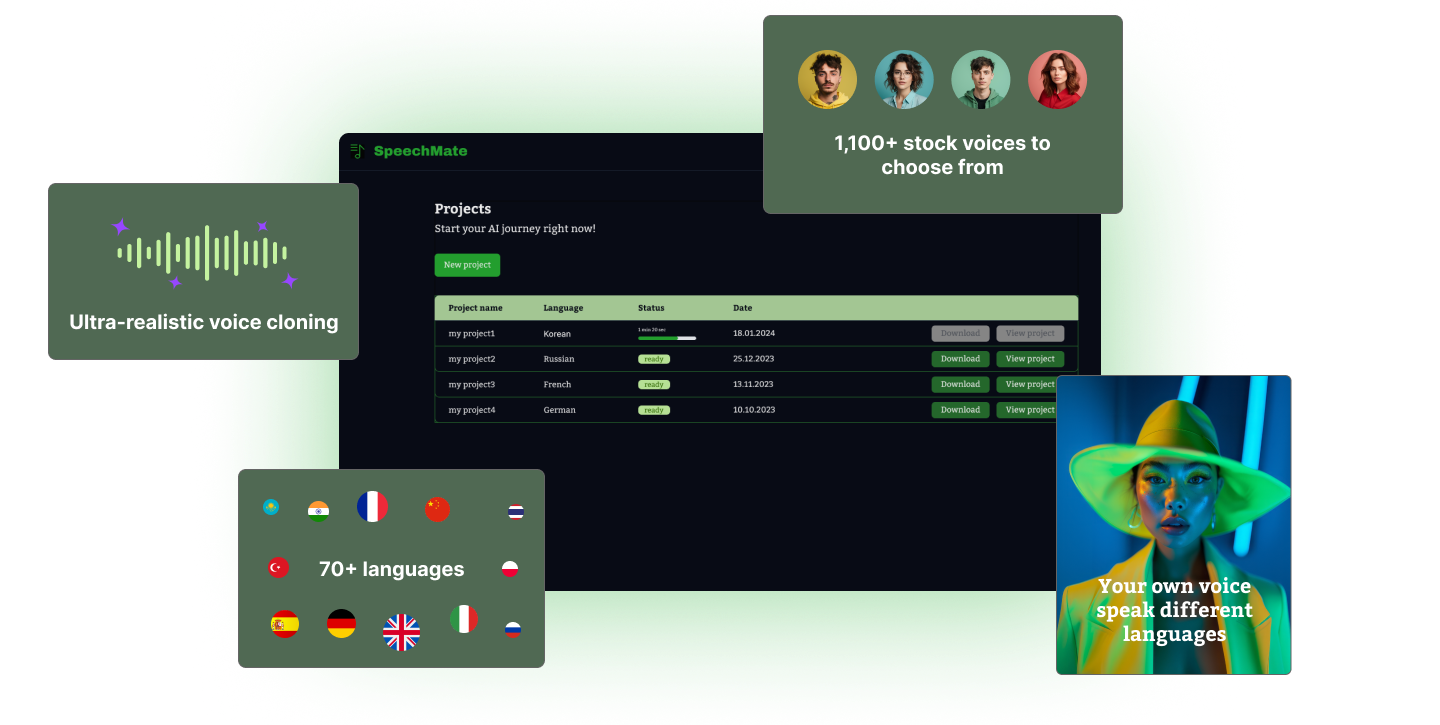 1,100+ stock voices to
choose from
SpeechMate
Ultra-realistic voice cloning
Projects
Start your AI journey right now!
New project
Project name Language Status Date
my project1 Korean 1 min 20 sec 18.01.2024 Download View project
my project2 Russian ready 25.12.2023 Download View project
my project3 French ready 13.11.2023 Download View project
my project4 German ready 10.10.2023 Download View project
70+ languages
Your own voice
speak different
languages